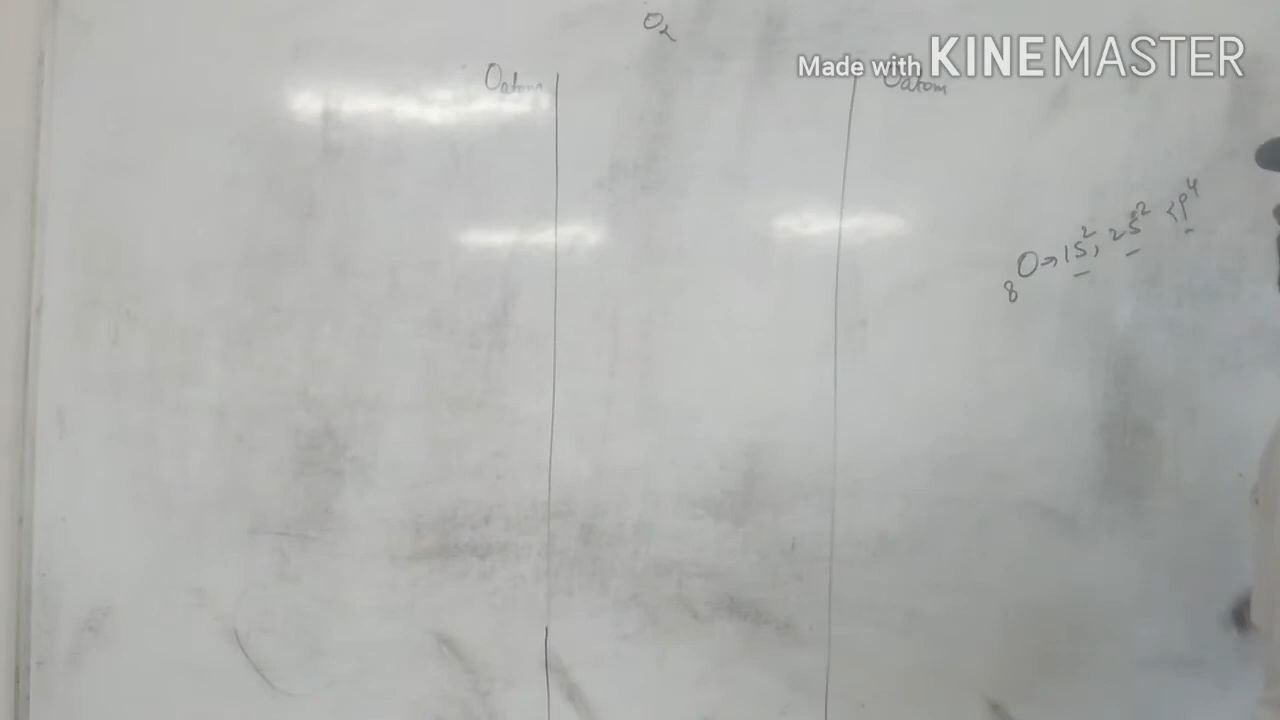 O₂
Made with KINEMASTER
O atom
O atom
₈O → 1s², 2s² 2p⁴